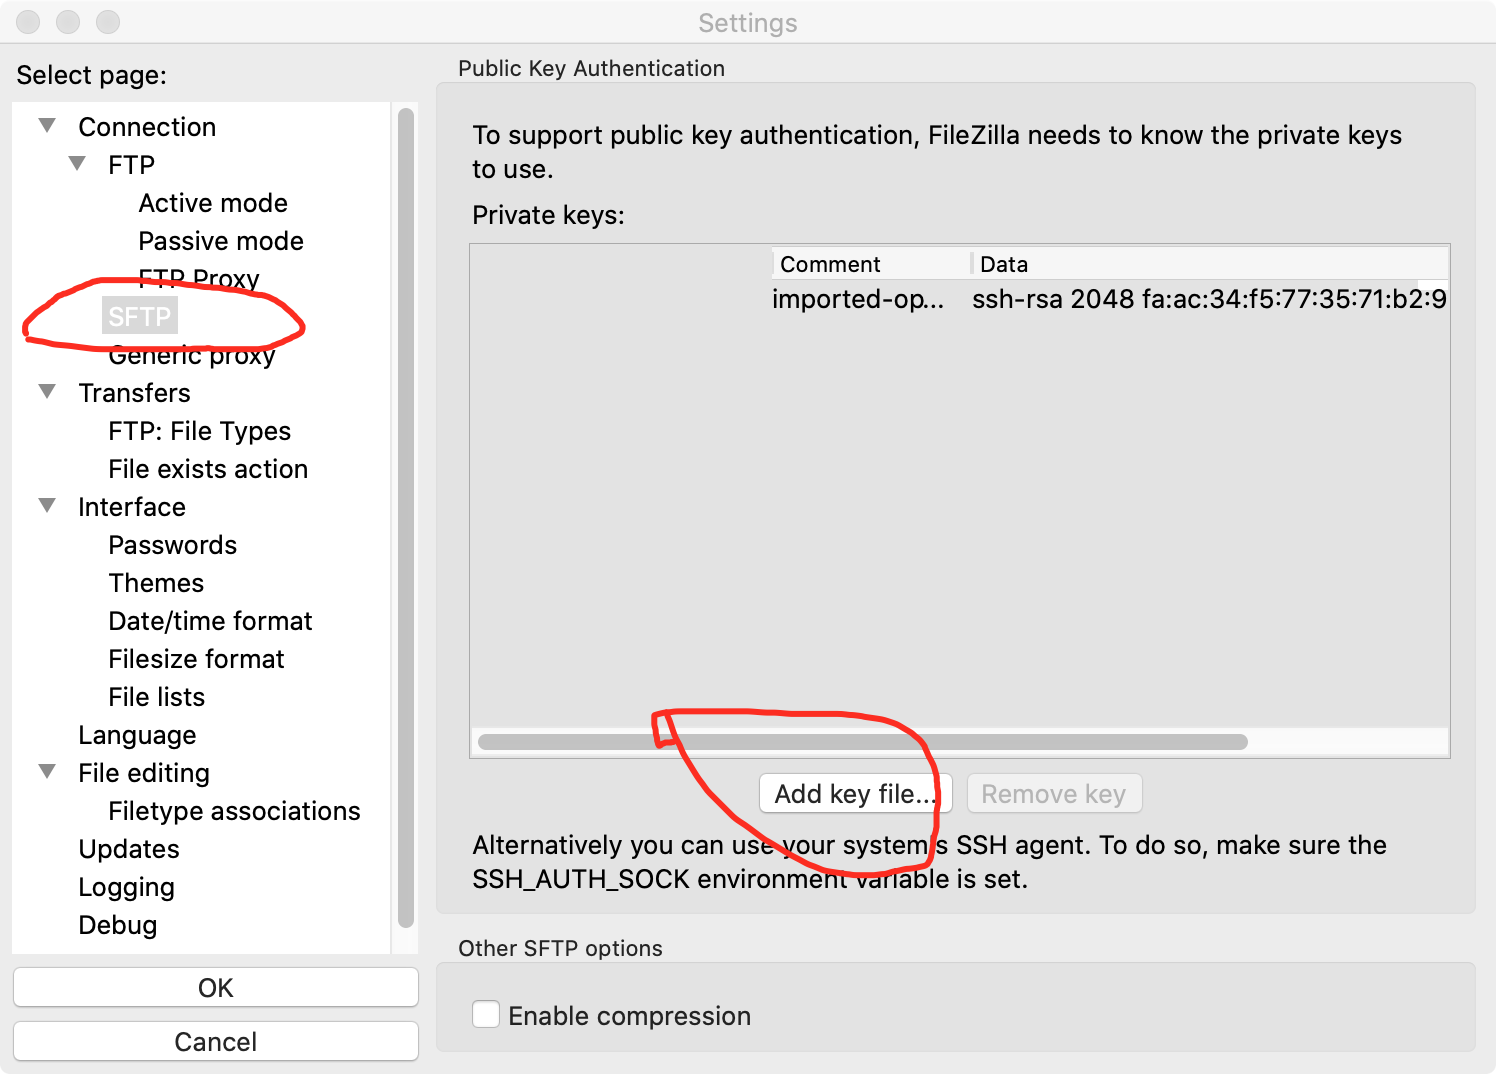 Settings
Select page:
Connection
FTP
Active mode
Passive mode
FTP Proxy
SFTP
Generic proxy
Transfers
FTP: File Types
File exists action
Interface
Passwords
Themes
Date/time format
Filesize format
File lists
Language
File editing
Filetype associations
Updates
Logging
Debug
OK
Cancel
Public Key Authentication
To support public key authentication, FileZilla needs to know the private keys
to use.
Private keys:
Comment Data
imported-op... ssh-rsa 2048 fa:ac:34:f5:77:35:71:b2:9
Add key file... Remove key
Alternatively you can use your system's SSH agent. To do so, make sure the
SSH_AUTH_SOCK environment variable is set.
Other SFTP options
Enable compression